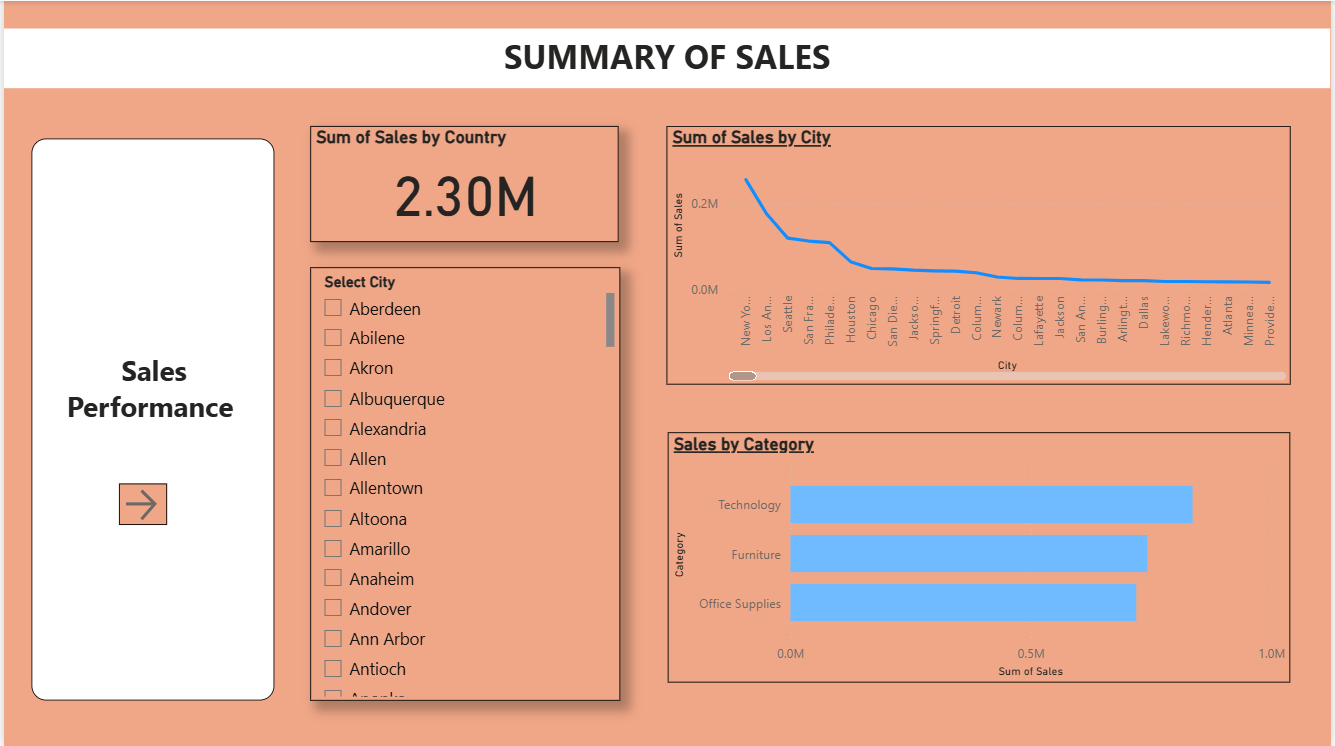 SUMMARY OF SALES
Sales
Performance
Sum of Sales by Country
2.30M
Select City
Aberdeen
Abilene
Akron
Albuquerque
Alexandria
Allen
Allentown
Altoona
Amarillo
Anaheim
Andover
Ann Arbor
Antioch
Sum of Sales by City
Sum of Sales
0.2M
0.0M
New Yo...
Los An...
Seattle
San Fra...
Philade...
Houston
Chicago
San Die...
Jackso...
Springf...
Detroit
Colum...
Newark
Colum...
Lafayette
Jackson
San An...
Burling...
Arlingt...
Dallas
Lakewo...
Richmo...
Hender...
Atlanta
Minnea...
Provide...
City
Sales by Category
Category
Technology
Furniture
Office Supplies
0.0M
0.5M
1.0M
Sum of Sales